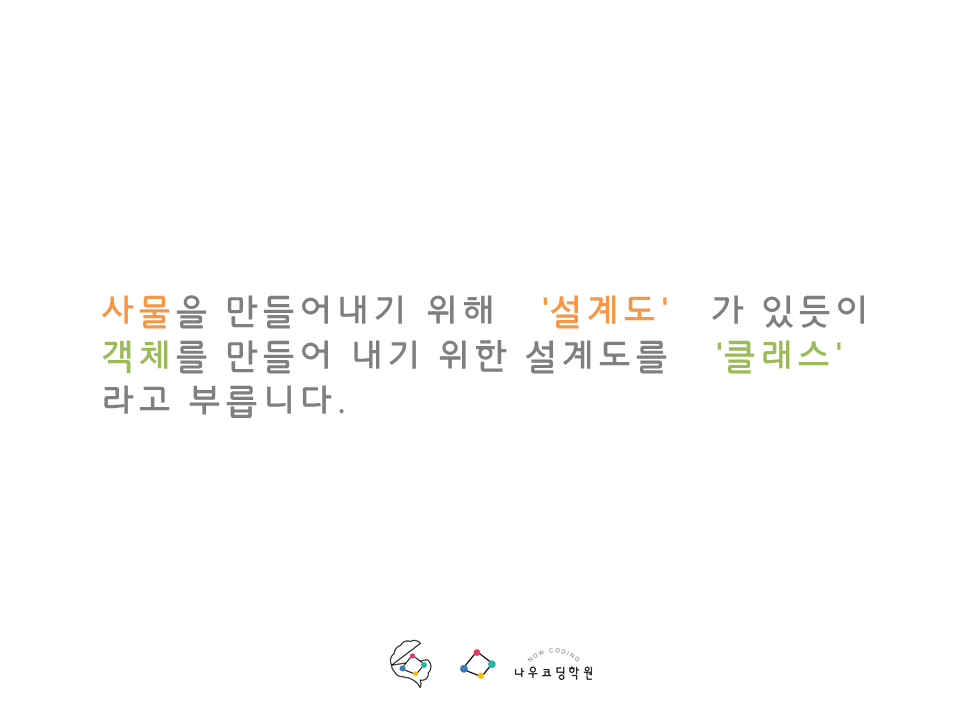 사물을 만들어내기 위해 '설계도' 가 있듯이
객체를 만들어 내기 위한 설계도를 '클래스'
라고 부릅니다.
NOW CODING
나우코딩학원